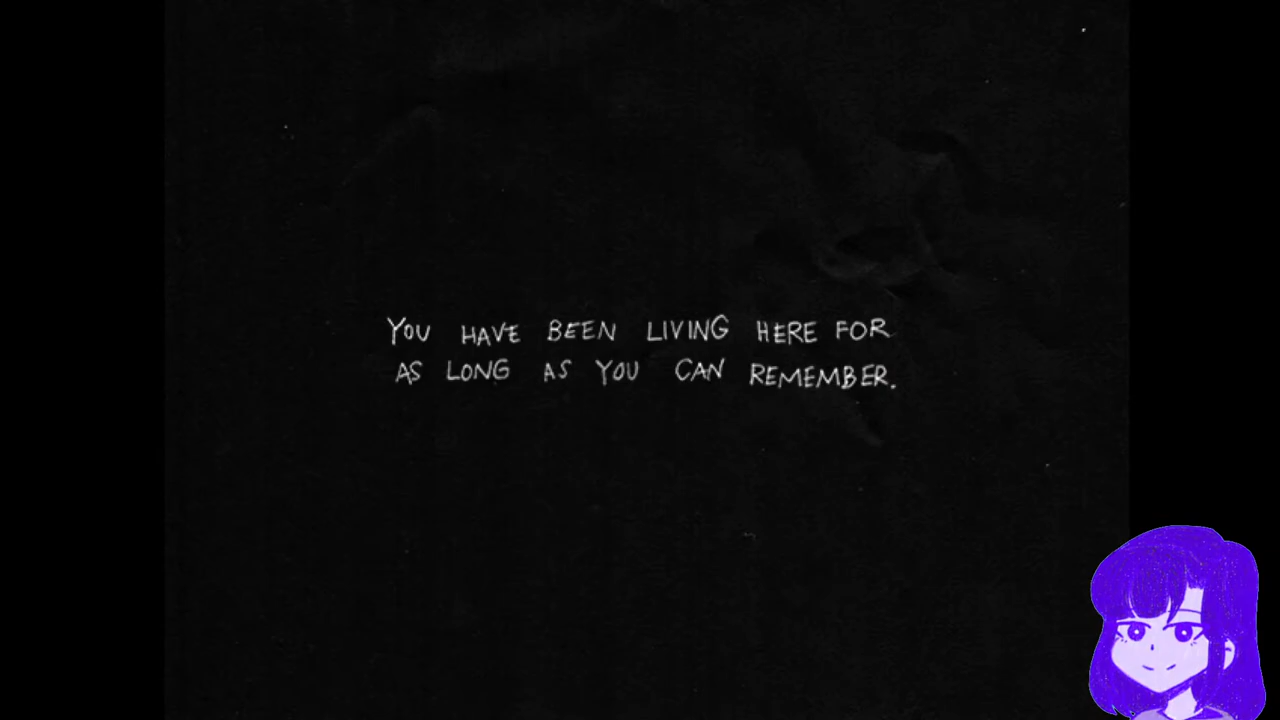 YOU HAVE BEEN LIVING HERE FOR
AS LONG AS YOU CAN REMEMBER.